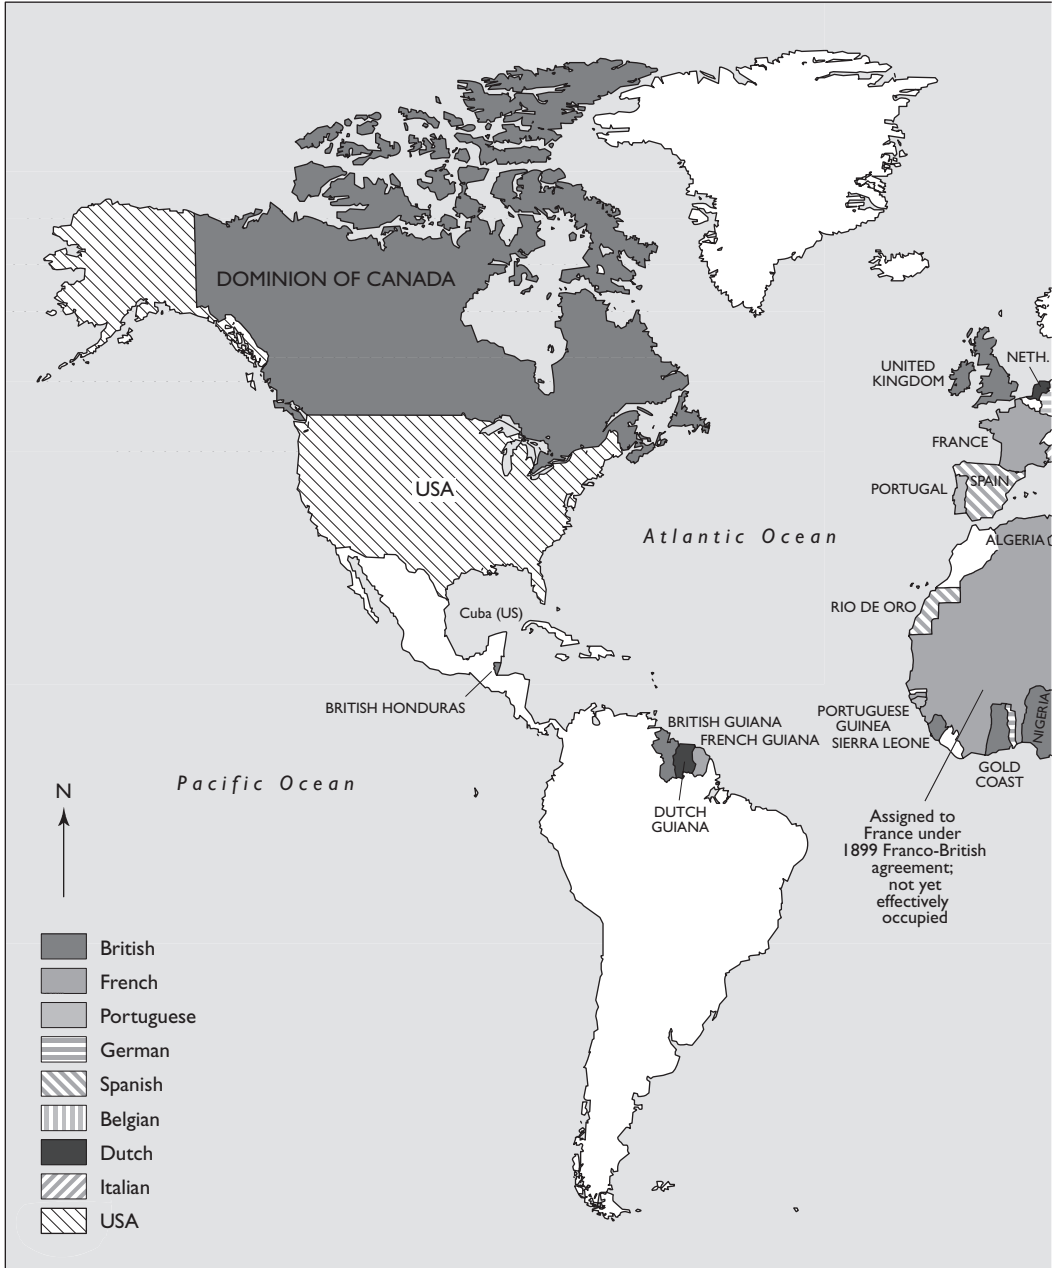 DOMINION OF CANADA
UNITED
KINGDOM
NETH.
FRANCE
USA
PORTUGAL
SPAIN
Atlantic Ocean
ALGERIA
RIO DE ORO
Cuba (US)
BRITISH HONDURAS
BRITISH GUIANA
FRENCH GUIANA
PORTUGUESE
GUINEA
SIERRA LEONE
NIGERIA
GOLD
COAST
Pacific Ocean
N
DUTCH
GUIANA
Assigned to
France under
1899 Franco-British
agreement;
not yet
effectively
occupied
British
French
Portuguese
German
Spanish
Belgian
Dutch
Italian
USA